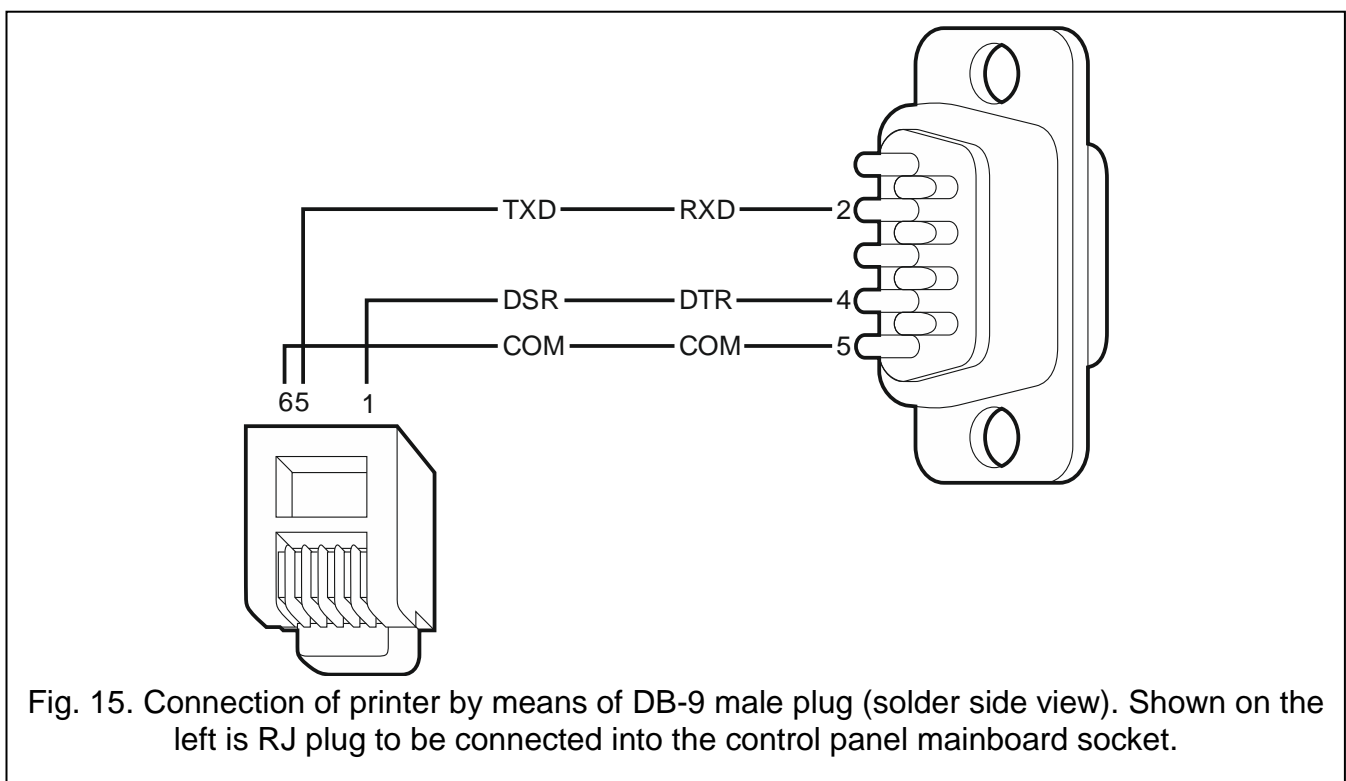 TXD RXD 2
DSR DTR 4
COM COM 5
65 1
Fig. 15. Connection of printer by means of DB-9 male plug (solder side view). Shown on the
left is RJ plug to be connected into the control panel mainboard socket.